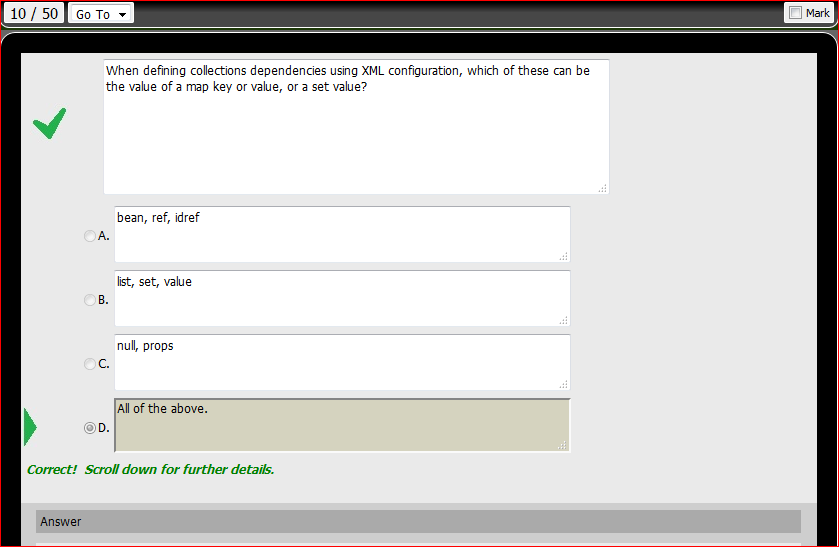 10 / 50 Go To Mark
When defining collections dependencies using XML configuration, which of these can be
the value of a map key or value, or a set value?
A. bean, ref, idref
B. list, set, value
C. null, props
D. All of the above.
Correct! Scroll down for further details.
Answer